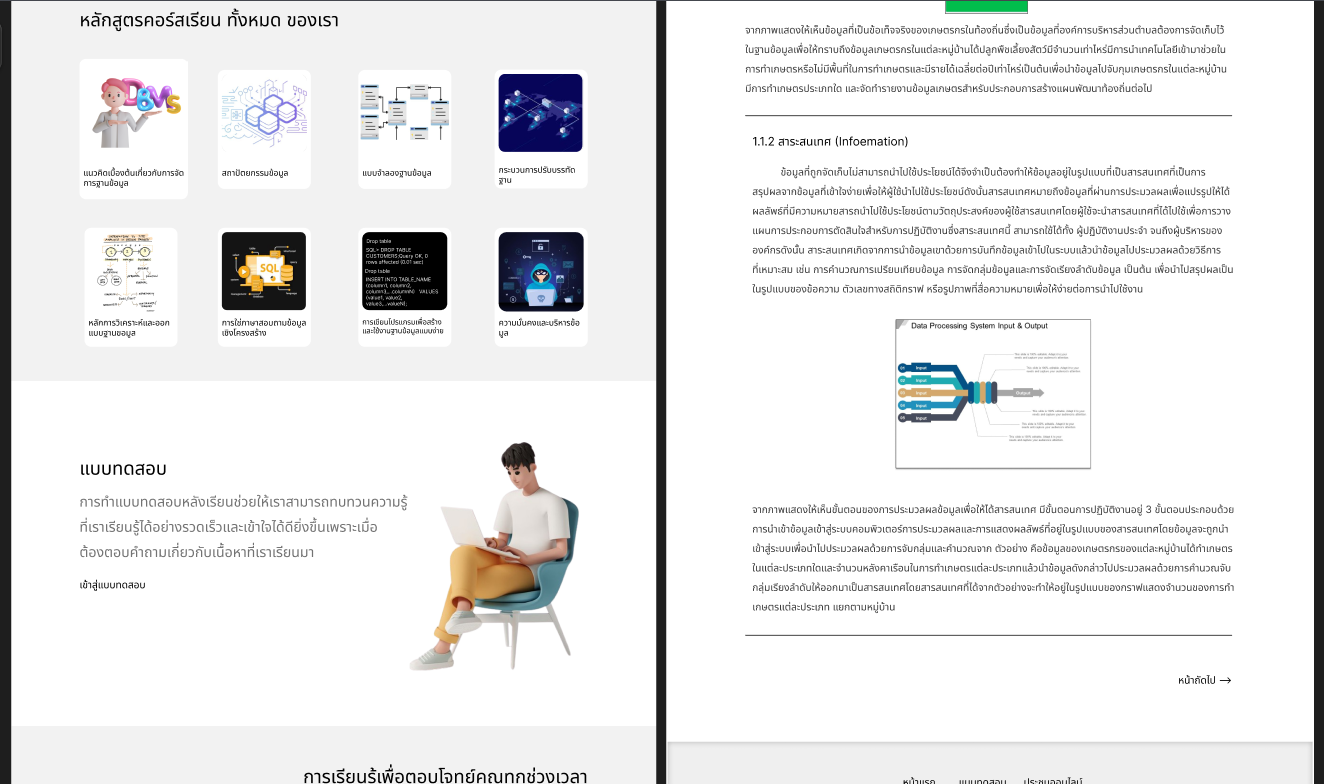 หลักสูตรคอร์สเรียน ทั้งหมด ของเรา
DBMS
แนวคิดเบื้องต้นเกี่ยวกับการจัด
การฐานข้อมูล
สถาปัตยกรรมข้อมูล
แบบจำลองฐานข้อมูล
กระบวนการปรับบรรทัด
ฐาน
หลักการวิเคราะห์และออก
แบบฐานข้อมูล
SQL
การใช้ภาษาสอบถามข้อมูล
เชิงโครงสร้าง
Drop table
SQL> DROP TABLE
CUSTOMERS;Query OK, 0
rows affected (0.01 sec)
Drop table
INSERT INTO TABLE_NAME
(column1, column2,
column3,...columnN) VALUES
(value1, value2,
value3,...valueN);
การเขียนโปรแกรมเพื่อสร้าง
และใช้งานฐานข้อมูลแบบง่าย
ความมั่นคงและบริหารข้อ
มูล
แบบทดสอบ
การทำแบบทดสอบหลังเรียนช่วยให้เราสามารถทบทวนความรู้
ที่เราเรียนรู้ได้อย่างรวดเร็วและเข้าใจได้ดียิ่งขึ้นเพราะเมื่อ
ต้องตอบคำถามเกี่ยวกับเนื้อหาที่เราเรียนมา
เข้าสู่แบบทดสอบ
การเรียนรู้เพื่อตอบโจทย์คุณทุกช่วงเวลา
จากภาพแสดงให้เห็นข้อมูลที่เป็นข้อเท็จจริงของเกษตรกรในท้องถิ่นซึ่งเป็นข้อมูลที่องค์การบริหารส่วนตำบลต้องการจัดเก็บไว้
ในฐานข้อมูลเพื่อให้ทราบถึงข้อมูลเกษตรกรในแต่ละหมู่บ้านได้ปลูกพืชเลี้ยงสัตว์มีจำนวนเท่าไหร่มีการนำเทคโนโลยีเข้ามาช่วยใน
การทำเกษตรหรือไม่มีพื้นที่ในการทำเกษตรและมีรายได้เฉลี่ยต่อปีเท่าไหร่เป็นต้นเพื่อนำข้อมูลไปจับกุมเกษตรกรในแต่ละหมู่บ้าน
มีการทำเกษตรประเภทใด และจัดทำรายงานข้อมูลเกษตรสำหรับประกอบการสร้างแผนพัฒนาท้องถิ่นต่อไป
1.1.2 สาระสนเทศ (Infoemation)
ข้อมูลที่ถูกจัดเก็บไม่สามารถนำไปใช้ประโยชน์ได้จึงจำเป็นต้องทำให้ข้อมูลอยู่ในรูปแบบที่เป็นสารสนเทศที่เป็นการ
สรุปผลจากข้อมูลที่เข้าใจง่ายเพื่อให้ผู้ใช้นำไปใช้ประโยชน์ดังนั้นสารสนเทศหมายถึงข้อมูลที่ผ่านการประมวลผลเพื่อแปรรูปให้ได้
ผลลัพธ์ที่มีความหมายสารถนำไปใช้ประโยชน์ตามวัตถุประสงค์ของผู้ใช้สารสนเทศโดยผู้ใช้จะนำสารสนเทศที่ได้ไปใช้เพื่อการวาง
แผนการประกอบการตัดสินใจสำหรับการปฏิบัติงานซึ่งสาระสนเทศนี้ สามารถใช้ได้ทั้ง ผู้ปฏิบัติงานประจำ จนถึงผู้บริหารของ
องค์กรดังนั้น สาระสนเทศเกิดจากการนำข้อมูลเขาด้วยการบันทึกข้อมูลเข้าไปในระบบแล้วนำข้อมูลไปประมวลผลด้วยวิธีการ
ที่เหมาะสม เช่น การคำนวณการเปรียบเทียบข้อมูล การจัดกลุ่มข้อมูลและการจัดเรียงลำดับข้อมูล เป็นต้น เพื่อนำไปสรุปผลเป็น
ในรูปแบบของข้อความ ตัวเลขทางสถิติกราฟ หรือรูปภาพที่สื่อความหมายเพื่อให้ง่ายต่อการนำไปใช้งาน
Data Processing System Input & Output
01 Input
02 Input
03 Input
04 Input
05 Input
Output
จากภาพแสดงให้เห็นขั้นตอนของการประมวลผลข้อมูลเพื่อให้ได้สารสนเทศ มีขั้นตอนการปฏิบัติงานอยู่ 3 ขั้นตอนประกอบด้วย
การนำเข้าข้อมูลเข้าสู่ระบบคอมพิวเตอร์การประมวลผลและการแสดงผลลัพธ์ที่อยู่ในรูปแบบของสารสนเทศโดยข้อมูลจะถูกนำ
เข้าสู่ระบบเพื่อนำไปประมวลผลด้วยการจับกลุ่มและคำนวณจาก ตัวอย่าง คือข้อมูลของเกษตรกรของแต่ละหมู่บ้านได้ทำเกษตร
ในแต่ละประเภทใดและจำนวนหลังคาเรือนในการทำเกษตรแต่ละประเภทแล้วนำข้อมูลดังกล่าวไปประมวลผลด้วยการคำนวณจับ
กลุ่มเรียงลำดับให้ออกมาเป็นสารสนเทศโดยสารสนเทศที่ได้จากตัวอย่างจะทำให้อยู่ในรูปแบบของกราฟแสดงจำนวนของการทำ
เกษตรแต่ละประเภท แยกตามหมู่บ้าน
หน้าถัดไป →
หน้าแรก แบบทดสอบ ประชุมออนไลน์